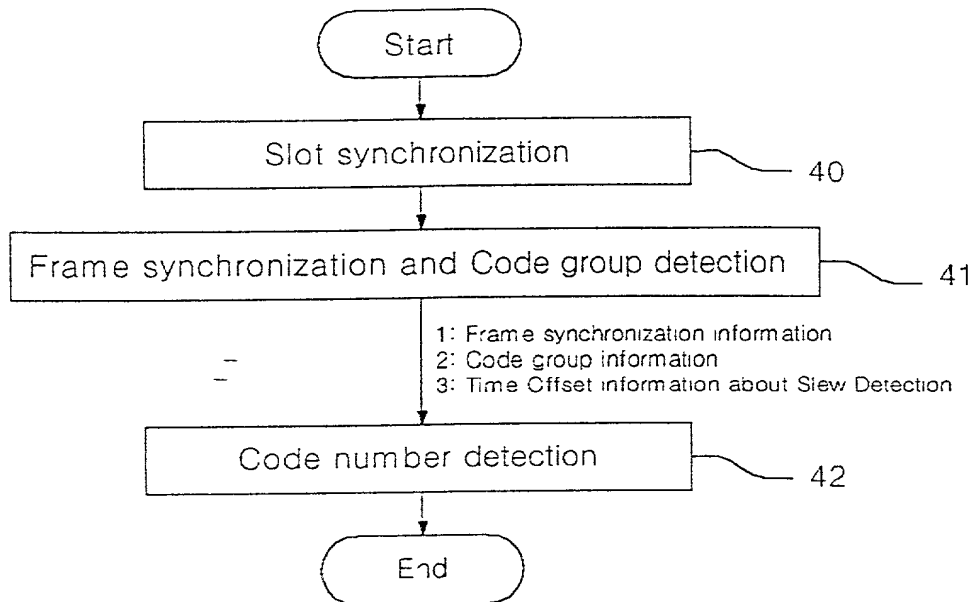 Start
Slot synchronization
40
Frame synchronization and Code group detection
41
1: Frame synchronization information
2: Code group information
3: Time Offset information about Slew Detection
Code number detection
42
End